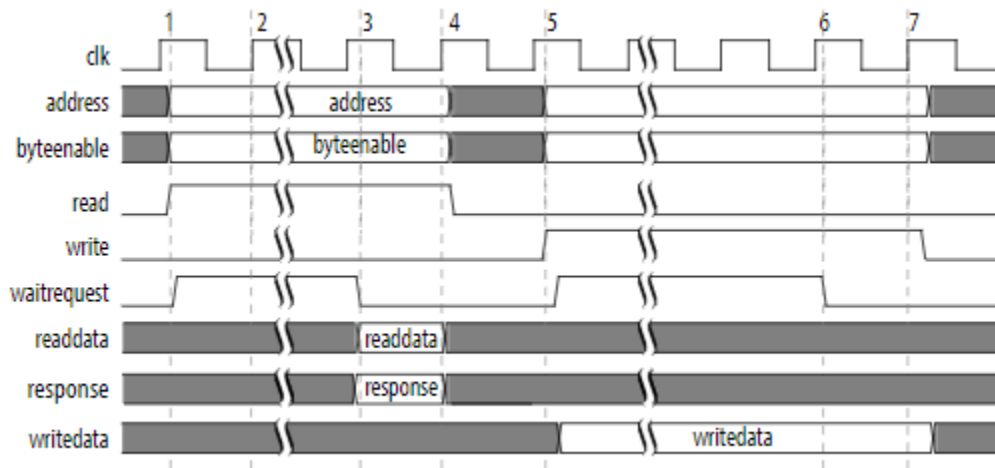 1 2 3 4 5 6 7
clk
address address
byteenable byteenable
read
write
waitrequest
readdata readdata
response response
writedata writedata